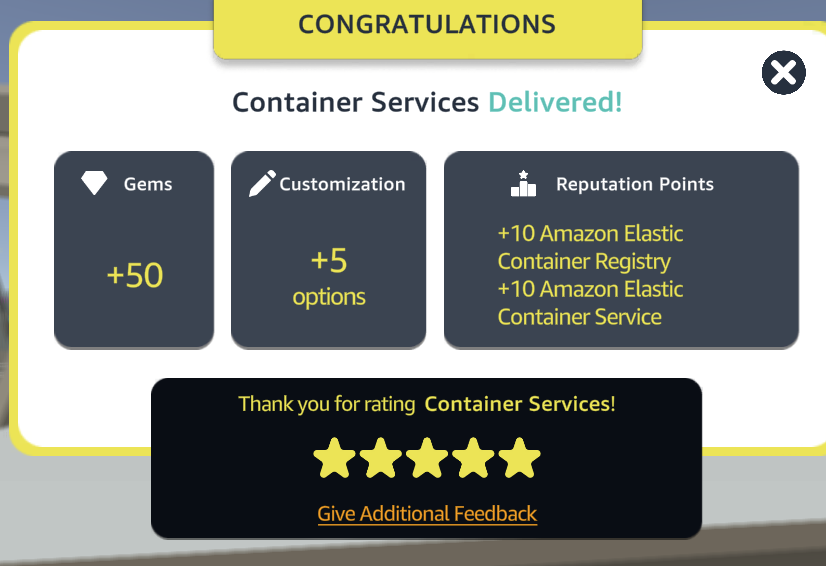 CONGRATULATIONS
Container Services Delivered!
Gems
+50
Customization
+5
options
Reputation Points
+10 Amazon Elastic
Container Registry
+10 Amazon Elastic
Container Service
Thank you for rating Container Services!
Give Additional Feedback